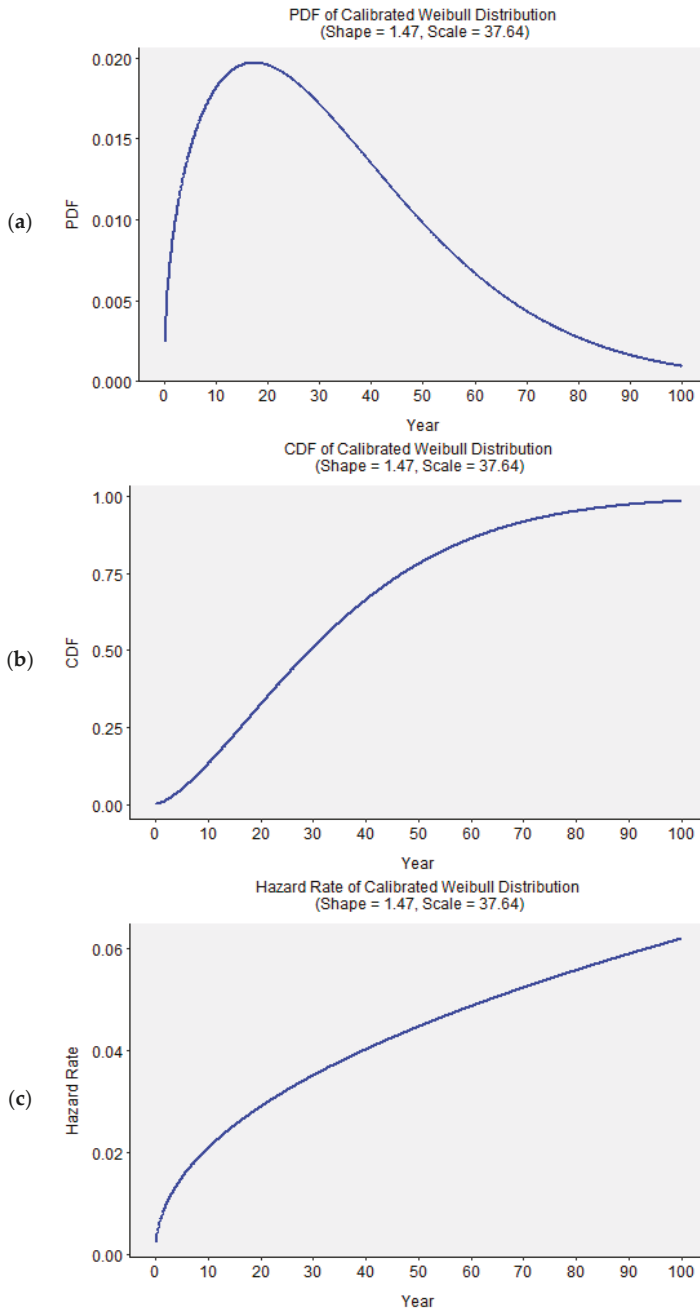 PDF of Calibrated Weibull Distribution
(Shape = 1.47, Scale = 37.64)
0.020
0.015
(a)
PDF
0.010
0.005
0.000
0 10 20 30 40 50 60 70 80 90 100
Year
CDF of Calibrated Weibull Distribution
(Shape = 1.47, Scale = 37.64)
1.00
0.75
(b)
CDF
0.50
0.25
0.00
0 10 20 30 40 50 60 70 80 90 100
Year
Hazard Rate of Calibrated Weibull Distribution
(Shape = 1.47, Scale = 37.64)
0.06
0.04
(c)
Hazard Rate
0.02
0.00
0 10 20 30 40 50 60 70 80 90 100
Year